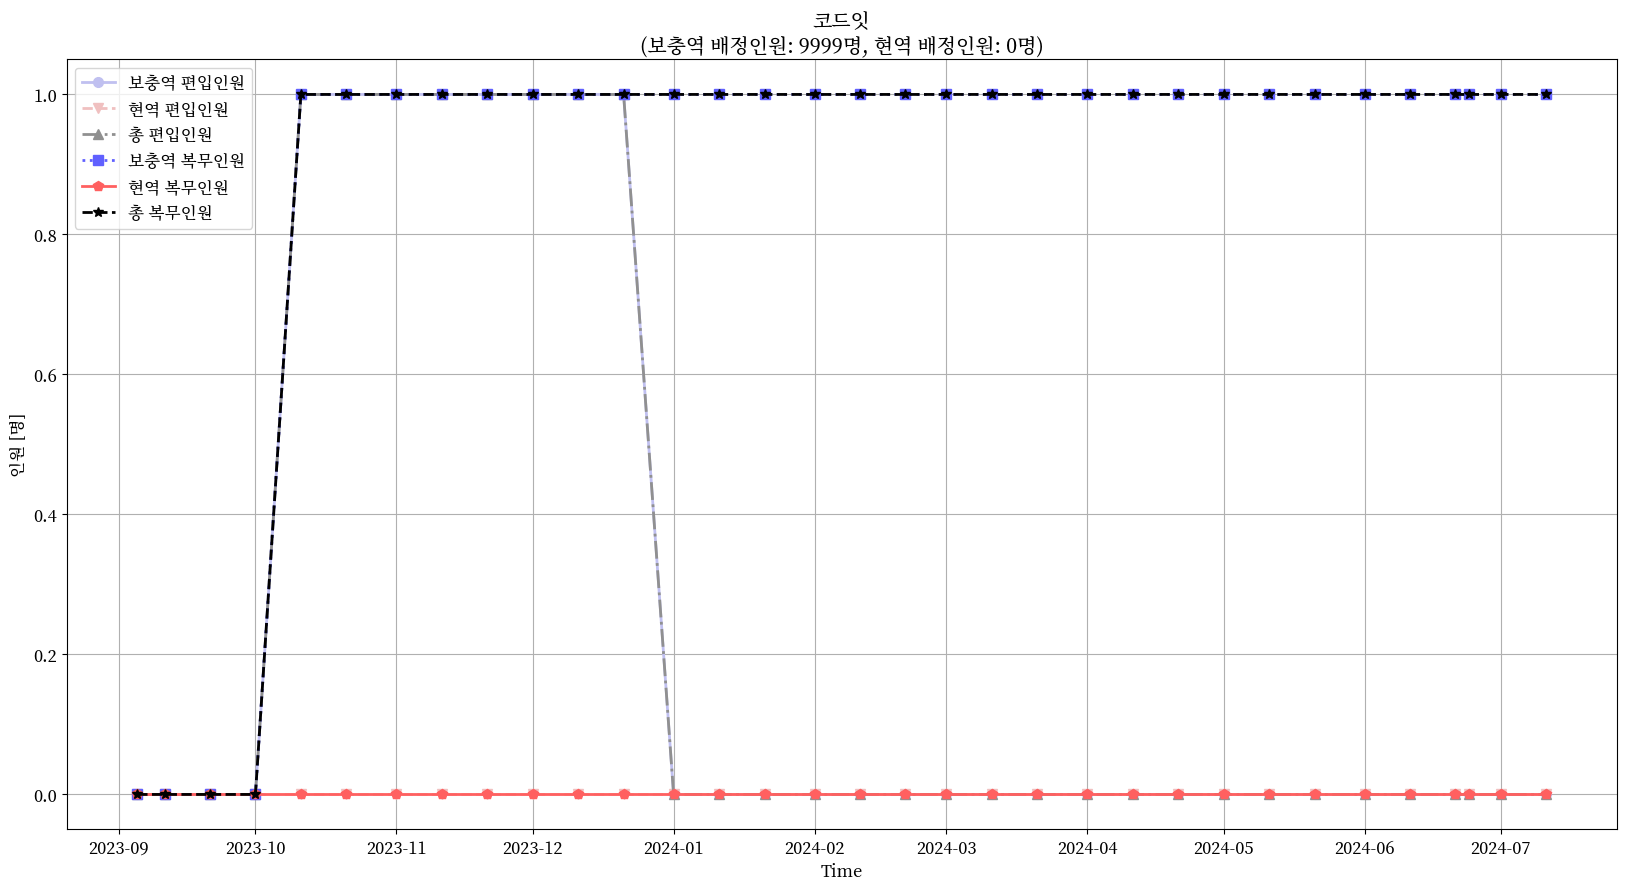 코드잇
(보충역 배정인원: 9999명, 현역 배정인원: 0명)
보충역 편입인원
현역 편입인원
총 편입인원
보충역 복무인원
현역 복무인원
총 복무인원
1.0
0.8
0.6
0.4
0.2
0.0
인원 [명]
2023-09 2023-10 2023-11 2023-12 2024-01 2024-02 2024-03 2024-04 2024-05 2024-06 2024-07
Time